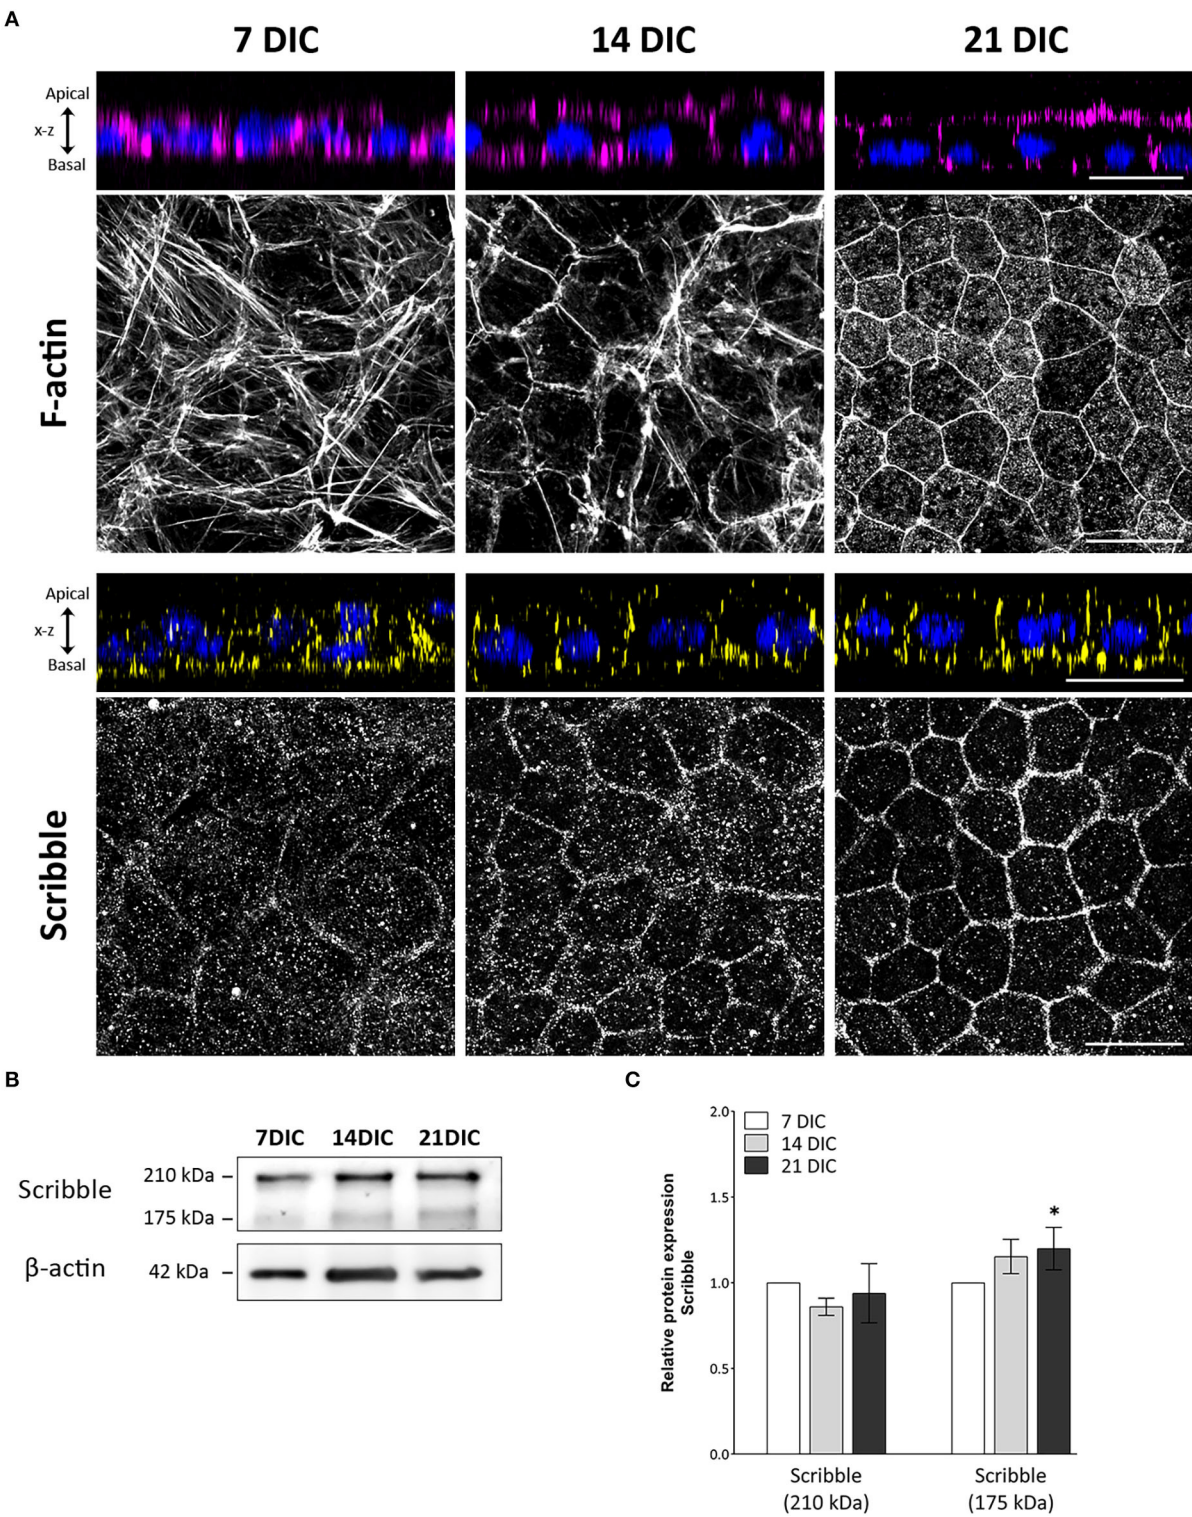 A
7 DIC
14 DIC
21 DIC
Apical
x-z
Basal
F-actin
Apical
x-z
Basal
Scribble
B
7DIC
14DIC
21DIC
Scribble
210 kDa
175 kDa
β-actin
42 kDa
C
2.0
1.5
1.0
0.5
0.0
Relative protein expression
Scribble
7 DIC
14 DIC
21 DIC
*
Scribble
(210 kDa)
Scribble
(175 kDa)